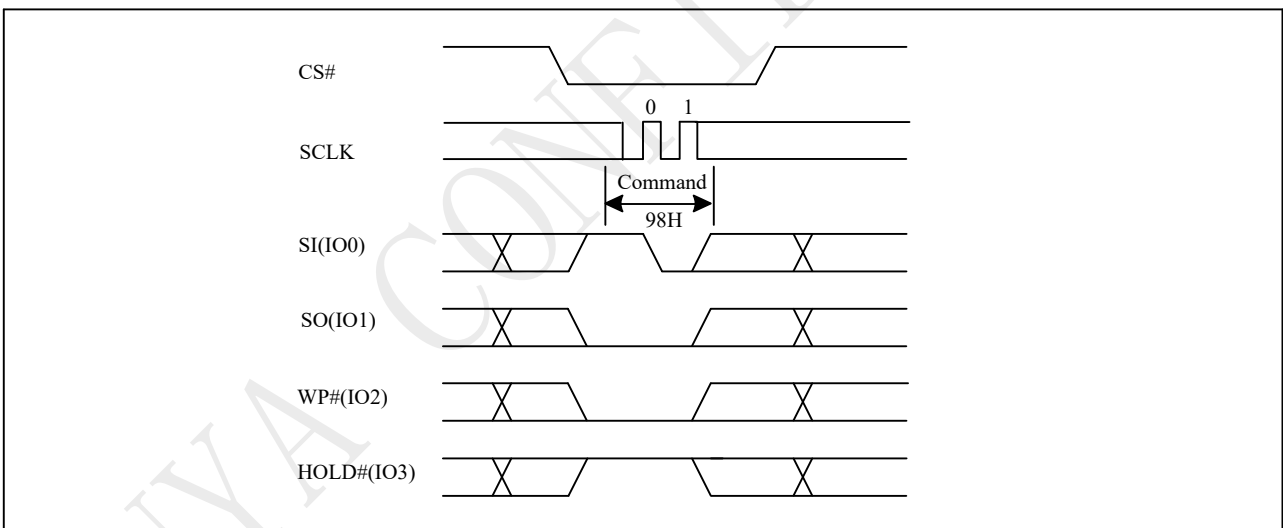 CS#
0 1
SCLK
Command
98H
SI(IO0)
SO(IO1)
WP#(IO2)
HOLD#(IO3)